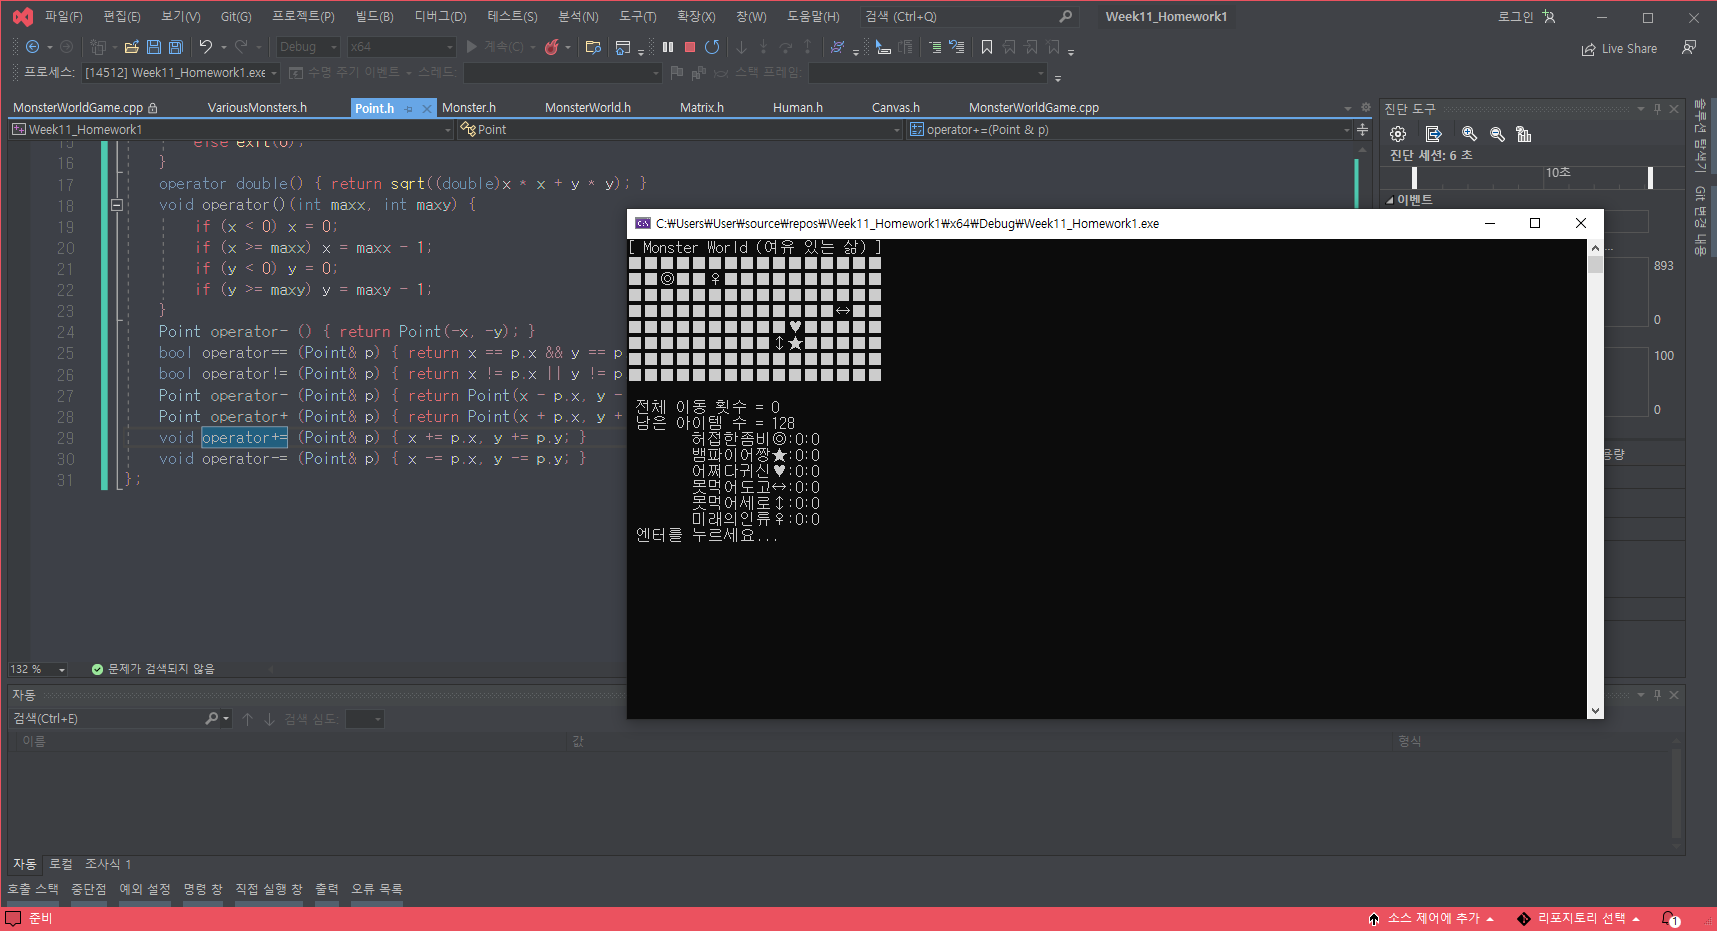 파일(F) 편집(E) 보기(V) Git(G) 프로젝트(P) 빌드(B) 디버그(D) 테스트(S) 분석(N) 도구(T) 확장(X) 창(W) 도움말(H) 검색 (Ctrl+Q) Week11_Homework1 로그인
Debug x64 계속(C) Live Share
프로세스: [14512] Week11_Homework1.exe 수명 주기 이벤트 스레드: 스택 프레임:
MonsterWorldGame.cpp VariousMonsters.h Point.h Monster.h MonsterWorld.h Matrix.h Human.h Canvas.h MonsterWorldGame.cpp
Week11_Homework1 Point operator+=(Point & p)
15 else exit(0);
16 }
17 operator double() { return sqrt((double)x * x + y * y); }
18 void operator()(int maxx, int maxy) {
19 if (x < 0) x = 0;
20 if (x >= maxx) x = maxx - 1;
21 if (y < 0) y = 0;
22 if (y >= maxy) y = maxy - 1;
23 }
24 Point operator- () { return Point(-x, -y); }
25 bool operator== (Point& p) { return x == p.x && y == p
26 bool operator!= (Point& p) { return x != p.x || y != p
27 Point operator- (Point& p) { return Point(x - p.x, y -
28 Point operator+ (Point& p) { return Point(x + p.x, y +
29 void operator+= (Point& p) { x += p.x, y += p.y; }
30 void operator-= (Point& p) { x -= p.x, y -= p.y; }
31 };
132 % 문제가 검색되지 않음
C:₩Users₩User₩source₩repos₩Week11_Homework1₩x64₩Debug₩Week11_Homework1.exe
[ Monster World (여유 있는 삶) ]
■■■■■■■■■■■■■■■■
■■◎■■♀■■■■■■■■■■
■■■■■■■■■■■■■■■■
■■■■■■■■■■■■■↔■■
■■■■■■■■■■♥■■■■■
■■■■■■■■■↕★■■■■■
■■■■■■■■■■■■■■■■
■■■■■■■■■■■■■■■■
전체 이동 횟수 = 0
남은 아이템 수 = 128
허접한좀비◎:0:0
뱀파이어짱★:0:0
어쩌다귀신♥:0:0
못먹어도고↔:0:0
못먹어세로↕:0:0
미래의인류♀:0:0
엔터를 누르세요...
진단 도구
진단 세션: 6 초
10초
이벤트
...
893
0
100
0
용량
솔루션 탐색기
Git 변경 내용
자동
검색(Ctrl+E) 검색 심도:
이름 값 형식
자동 로컬 조사식 1
호출 스택 중단점 예외 설정 명령 창 직접 실행 창 출력 오류 목록
준비 소스 제어에 추가 리포지토리 선택 1